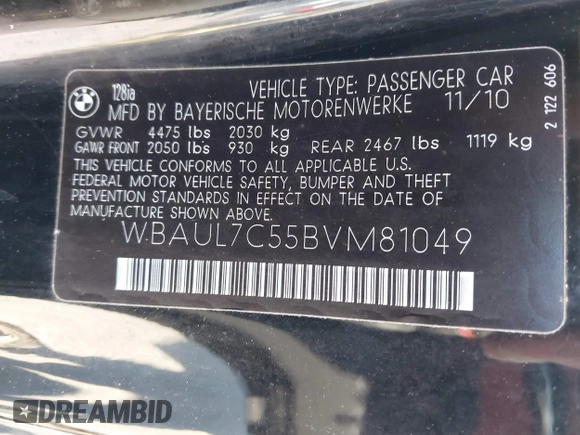 BMW
128ia
VEHICLE TYPE: PASSENGER CAR
MFD BY BAYERISCHE MOTORENWERKE 11/10
GVWR 4475 lbs 2030 kg
GAWR FRONT 2050 lbs 930 kg REAR 2467 lbs 1119 kg
THIS VEHICLE CONFORMS TO ALL APPLICABLE U.S.
FEDERAL MOTOR VEHICLE SAFETY, BUMPER AND THEFT
PREVENTION STANDARDS IN EFFECT ON THE DATE OF
MANUFACTURE SHOWN ABOVE.
WBAUL7C55BVM81049
2 122 606
DREAMBID